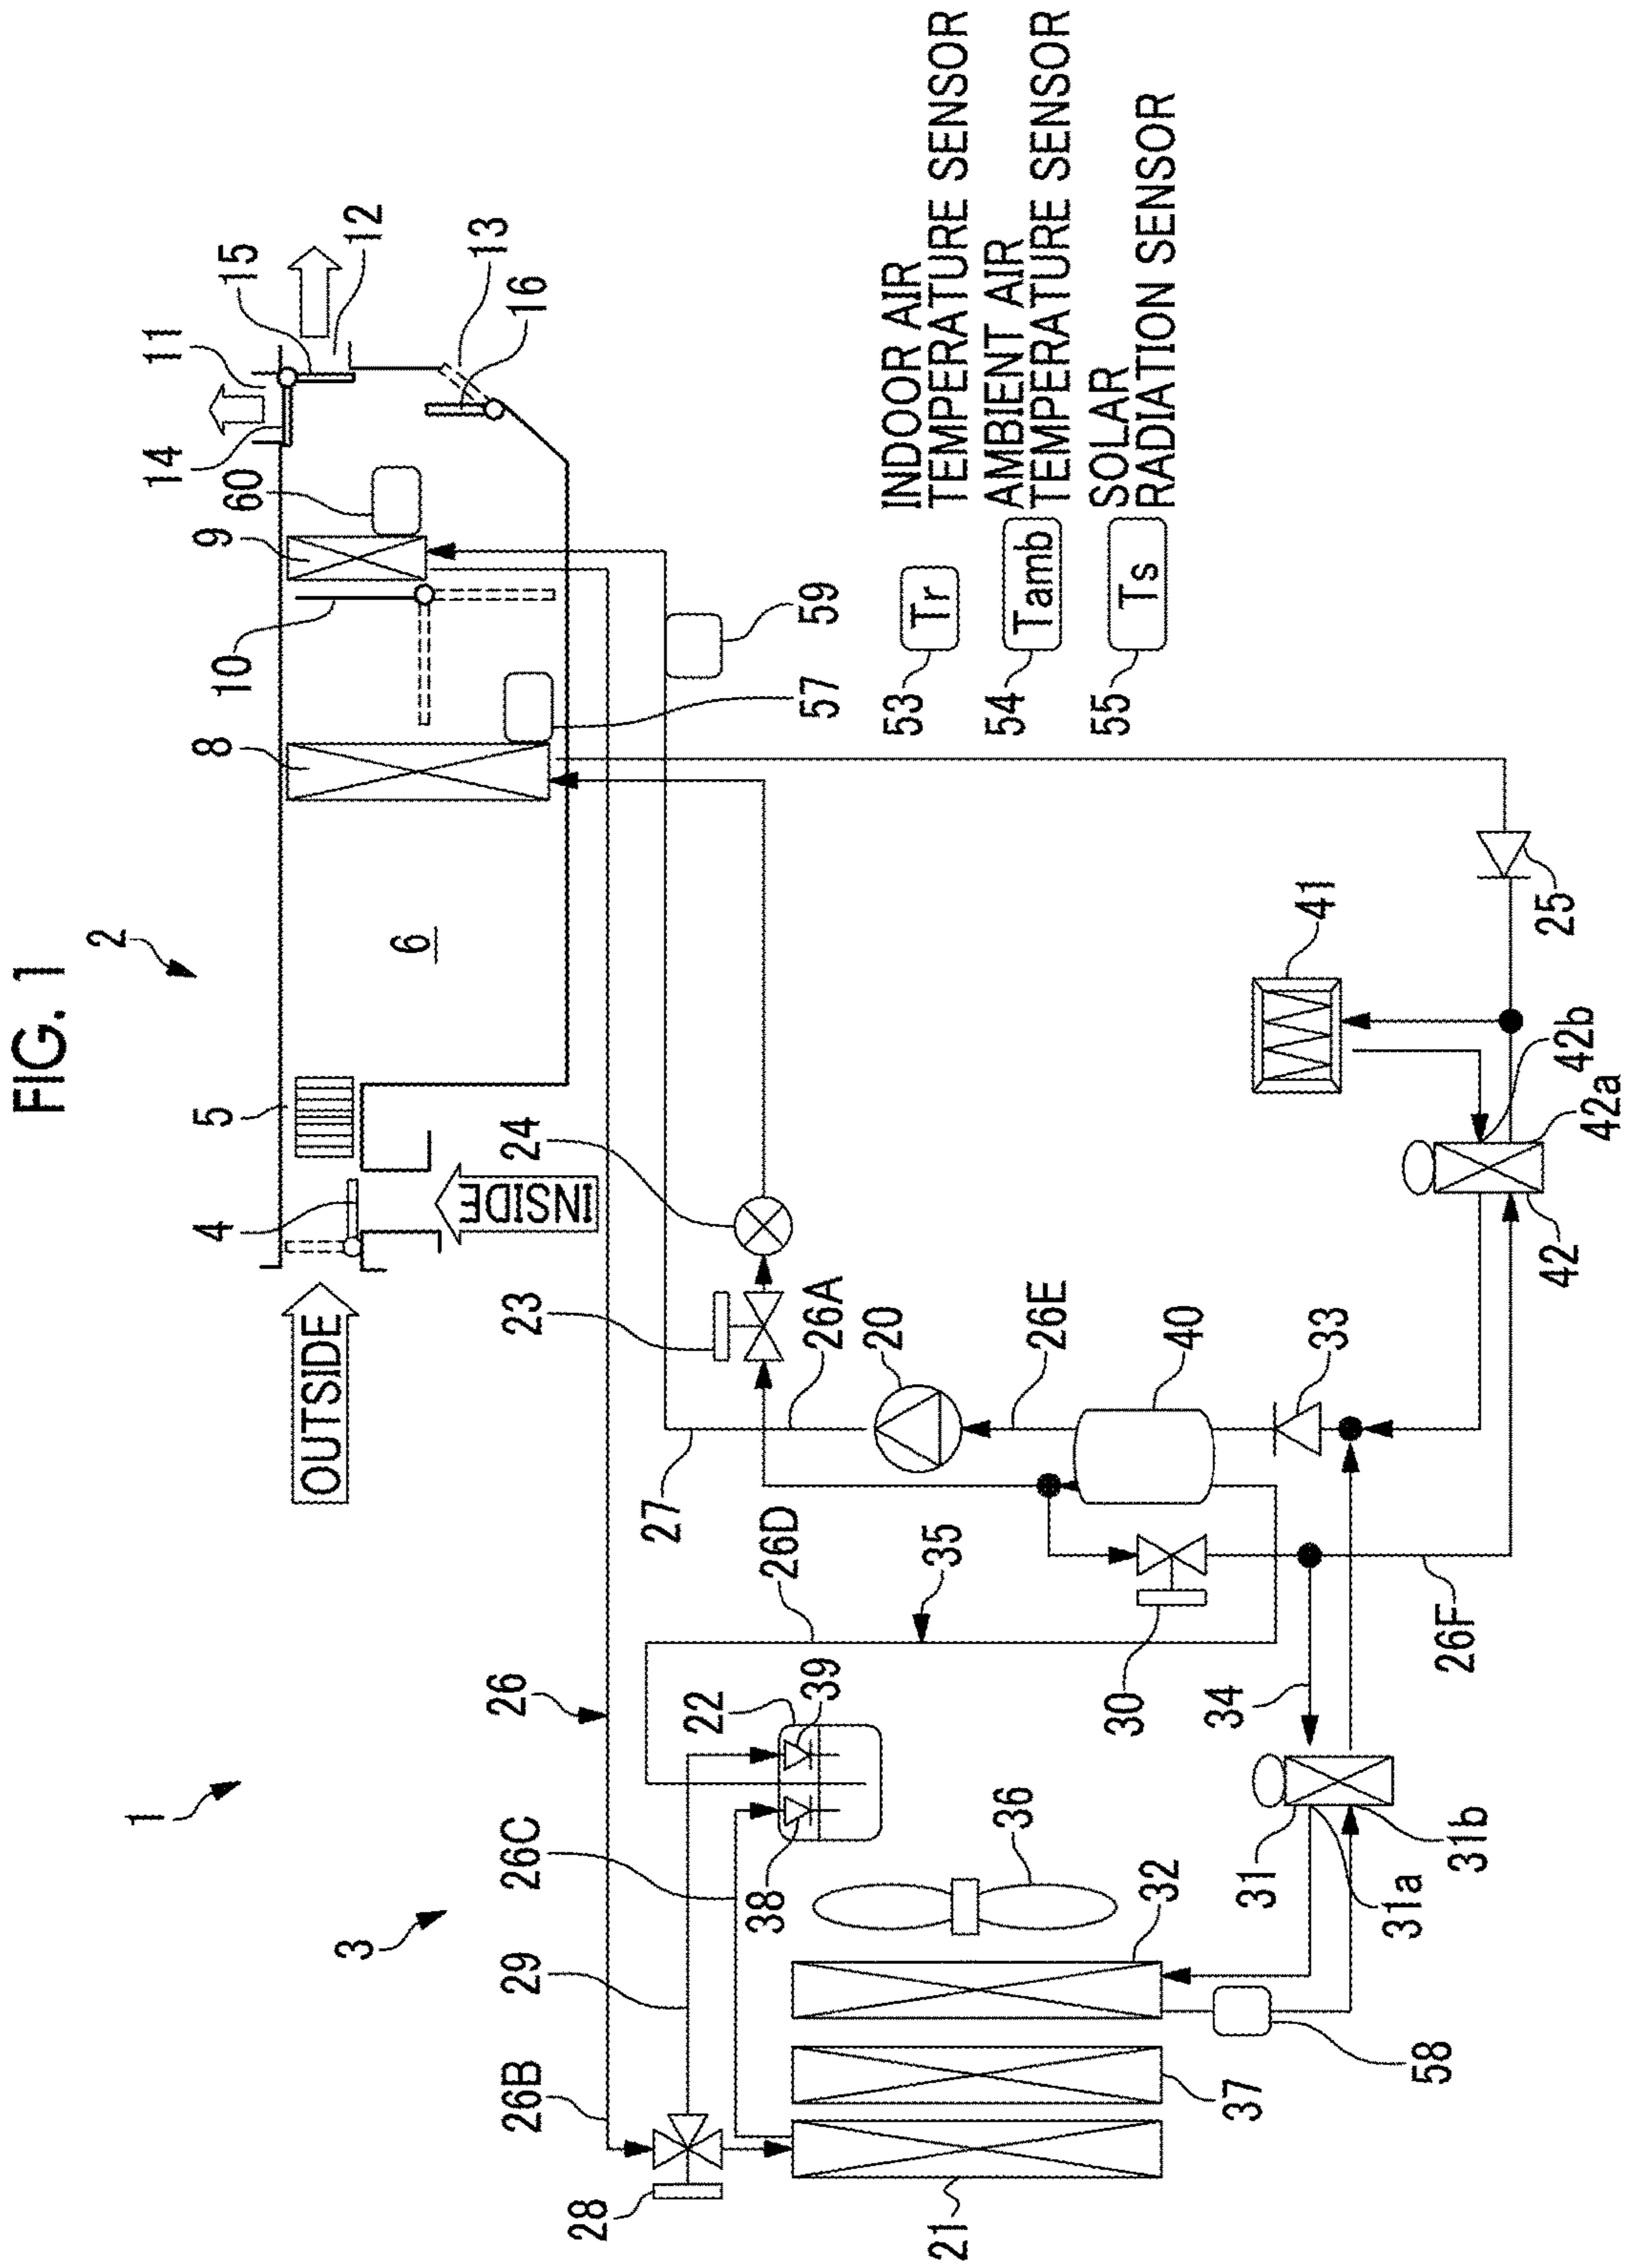 FIG. 1
1
2
3
OUTSIDE
INSIDE
4
5
6
8
9
10
60
14
11
15
12
13
16
57
59
53
Tr
INDOOR AIR
TEMPERATURE SENSOR
54
Tamb
AMBIENT AIR
TEMPERATURE SENSOR
55
Ts
SOLAR
RADIATION SENSOR
26
26B
28
29
26C
22
39
38
26D
35
27
23
24
26A
20
26E
40
33
30
34
26F
36
32
37
21
58
31
31a
31b
41
25
42b
42a
42